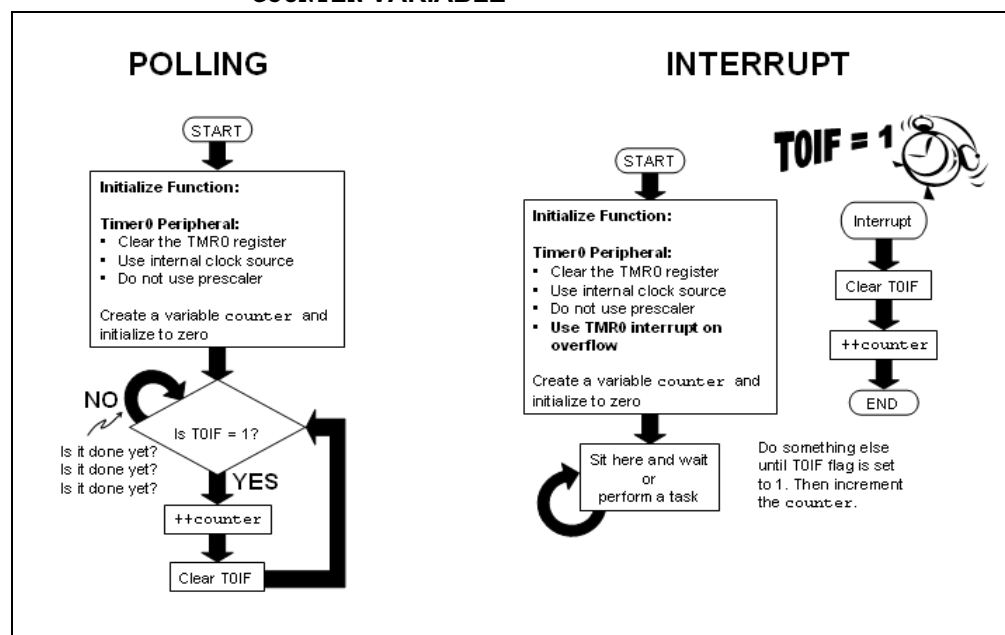 COUNTER VARIABLE
POLLING
START
Initialize Function:
Timer0 Peripheral:
▪ Clear the TMR0 register
▪ Use internal clock source
▪ Do not use prescaler
Create a variable counter and
initialize to zero
NO
Is it done yet?
Is it done yet?
Is it done yet?
Is T0IF = 1?
YES
++counter
Clear T0IF
INTERRUPT
START
Initialize Function:
Timer0 Peripheral:
▪ Clear the TMR0 register
▪ Use internal clock source
▪ Do not use prescaler
▪ Use TMR0 interrupt on
overflow
Create a variable counter and
initialize to zero
Sit here and wait
or
perform a task
T0IF = 1
Interrupt
Clear T0IF
++counter
END
Do something else
until T0IF flag is set
to 1. Then increment
the counter.